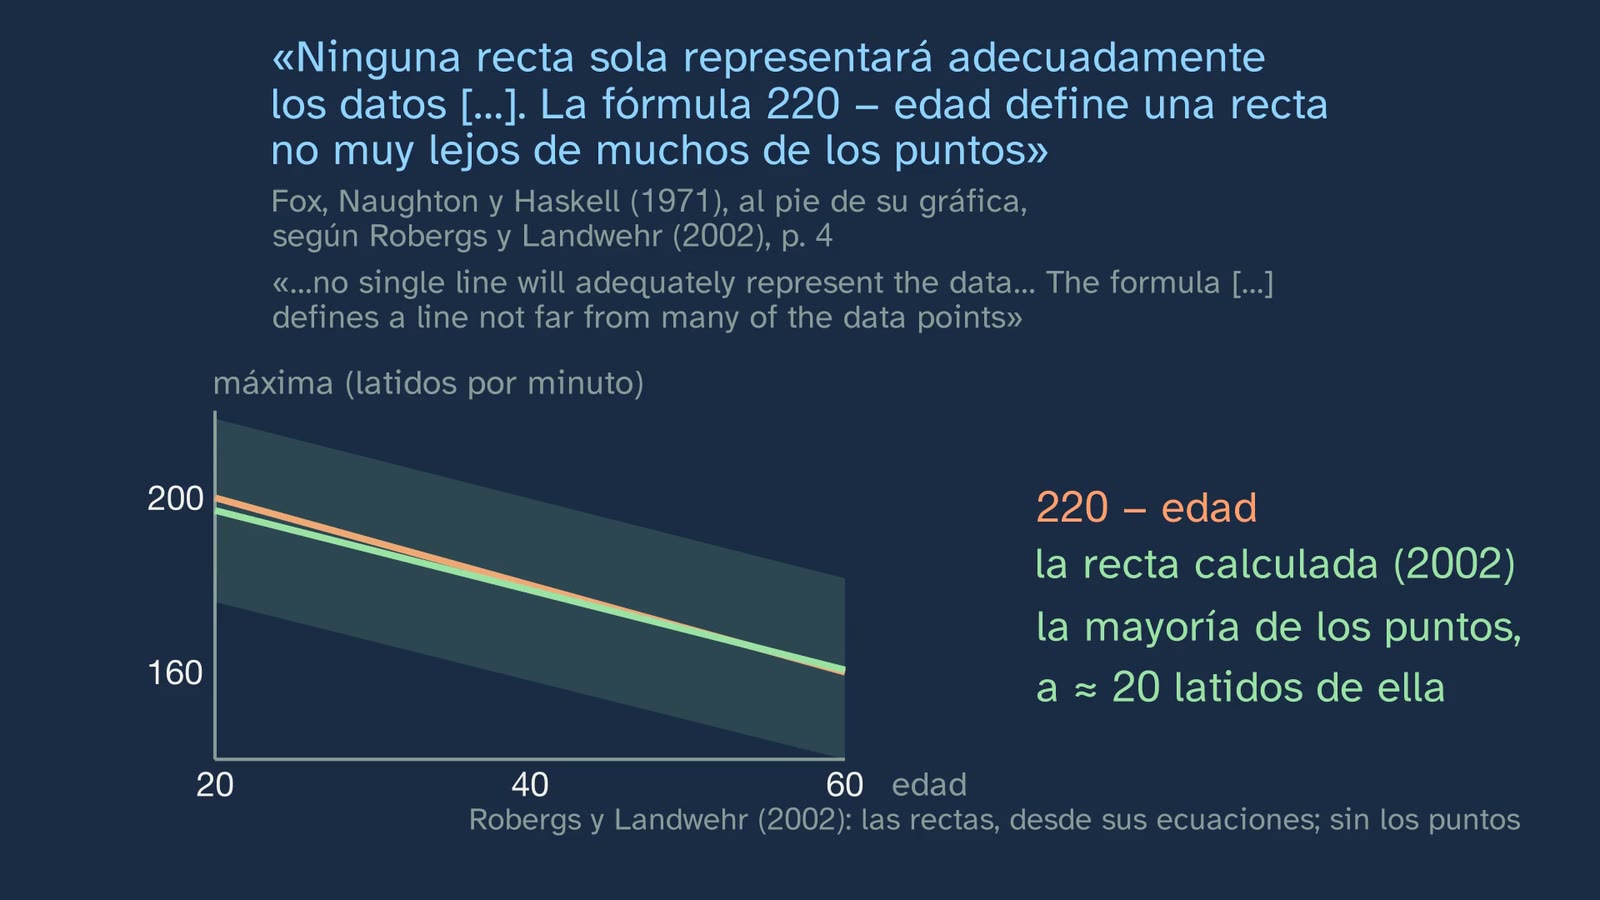 «Ninguna recta sola representará adecuadamente
los datos [...]. La fórmula 220 – edad define una recta
no muy lejos de muchos de los puntos»
Fox, Naughton y Haskell (1971), al pie de su gráfica,
según Robergs y Landwehr (2002), p. 4
«...no single line will adequately represent the data... The formula [...]
defines a line not far from many of the data points»
máxima (latidos por minuto)
200
160
20 40 60 edad
220 – edad
la recta calculada (2002)
la mayoría de los puntos,
a ≈ 20 latidos de ella
Robergs y Landwehr (2002): las rectas, desde sus ecuaciones; sin los puntos